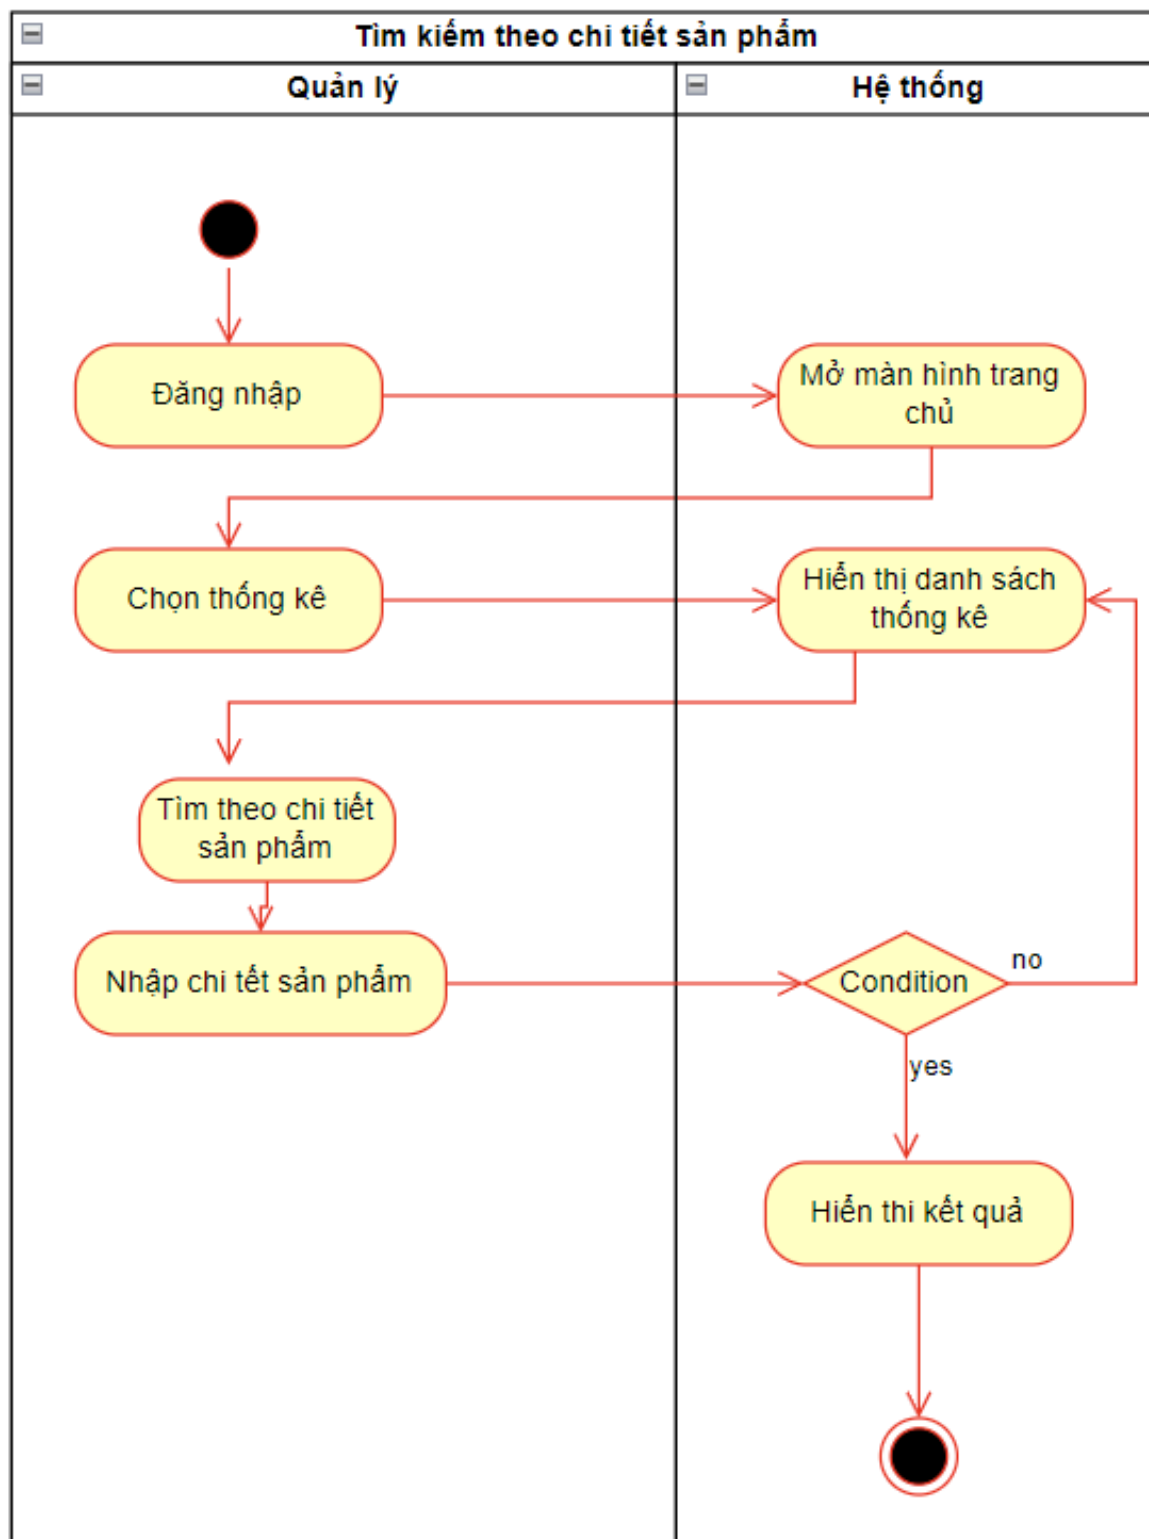 Tìm kiếm theo chi tiết sản phẩm
Quản lý
Hệ thống
Đăng nhập
Mở màn hình trang
chủ
Chọn thống kê
Hiển thị danh sách
thống kê
Tìm theo chi tiết
sản phẩm
Nhập chi tết sản phẩm
Condition
no
yes
Hiển thi kết quả